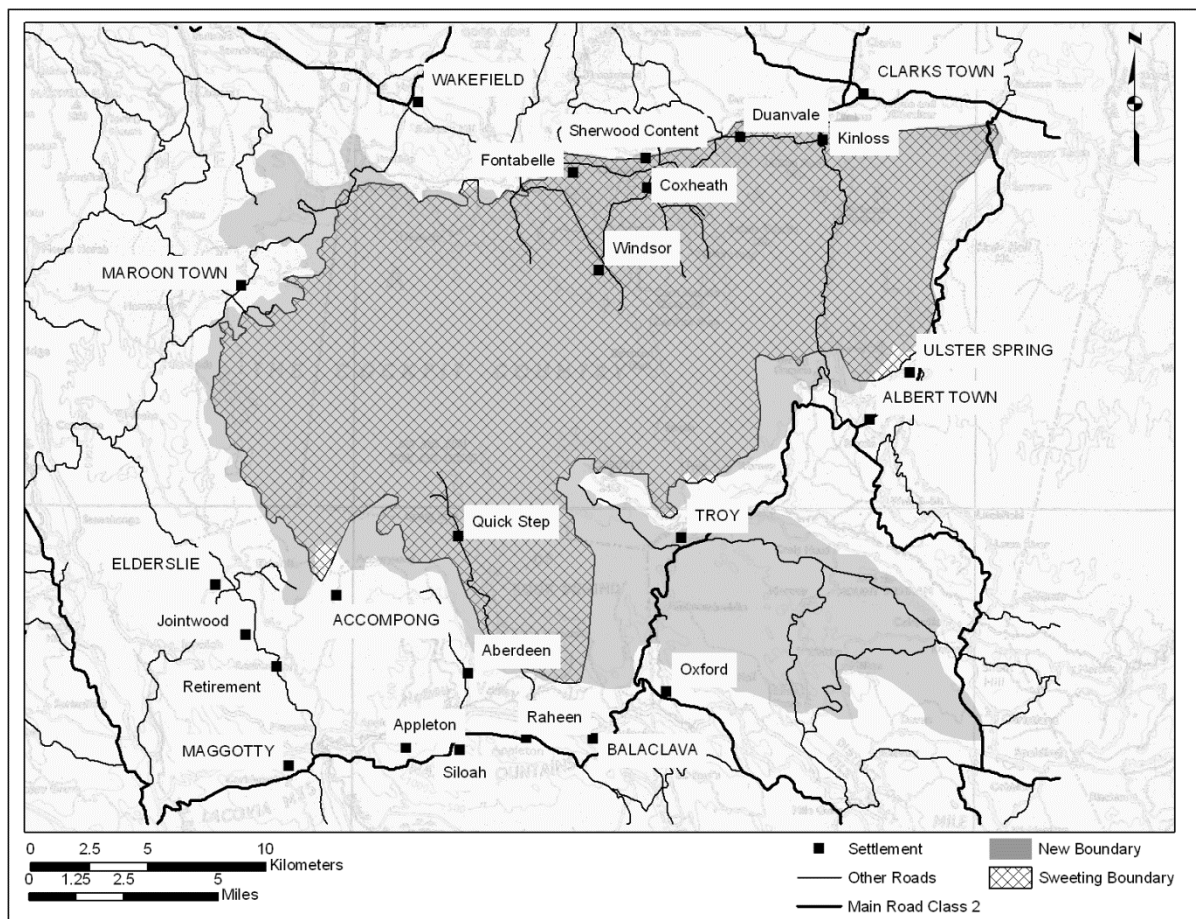 WAKEFIELD
CLARKS TOWN
Duanvale
Sherwood Content
Kinloss
Fontabelle
Coxheath
Windsor
MAROON TOWN
ULSTER SPRING
ALBERT TOWN
Quick Step
TROY
ELDERSLIE
ACCOMPONG
Jointwood
Aberdeen
Retirement
Oxford
Appleton
Raheen
MAGGOTTY
BALACLAVA
Siloah
0 2.5 5 10
Kilometers
0 1.25 2.5 5
Miles
Settlement
Other Roads
Main Road Class 2
New Boundary
Sweeting Boundary